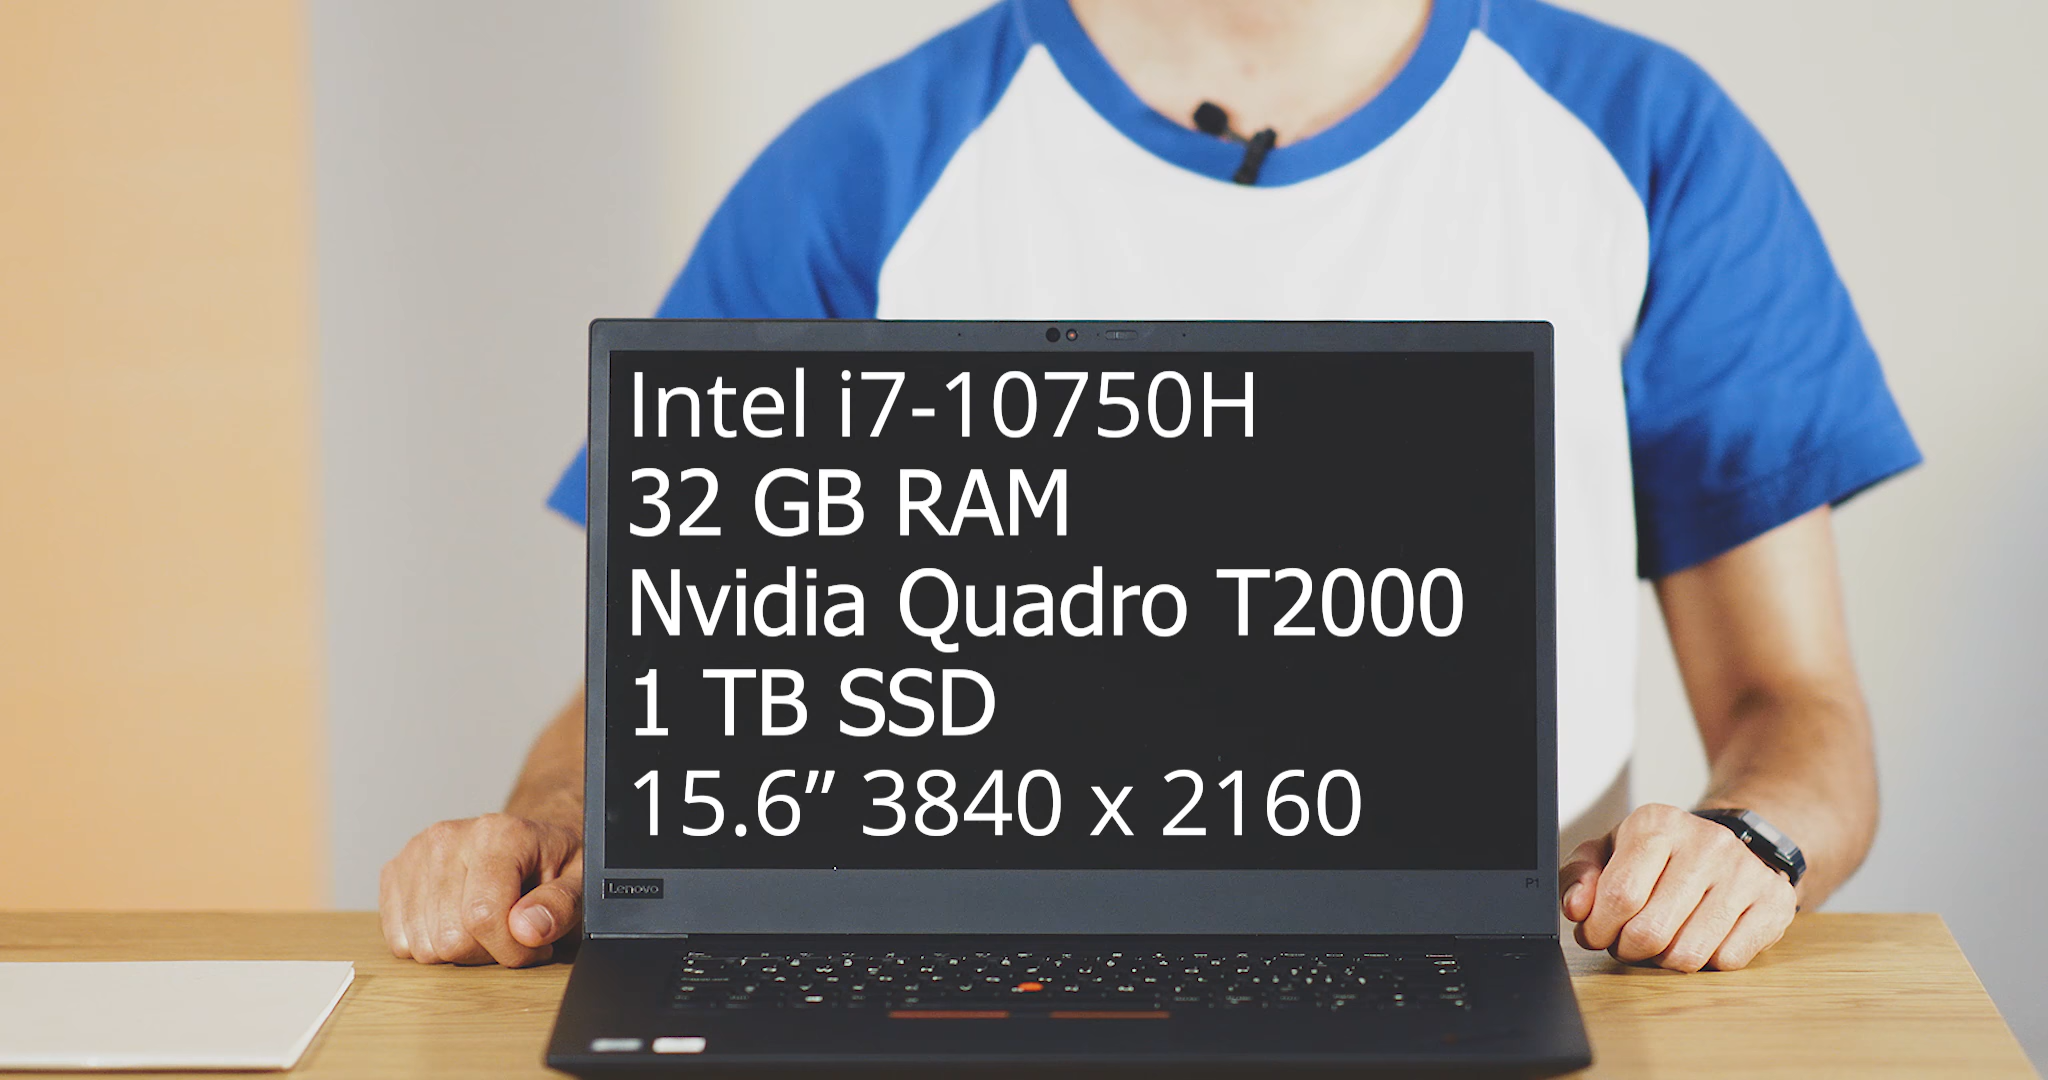 Intel i7-10750H
32 GB RAM
Nvidia Quadro T2000
1 TB SSD
15.6” 3840 x 2160
Lenovo
P1